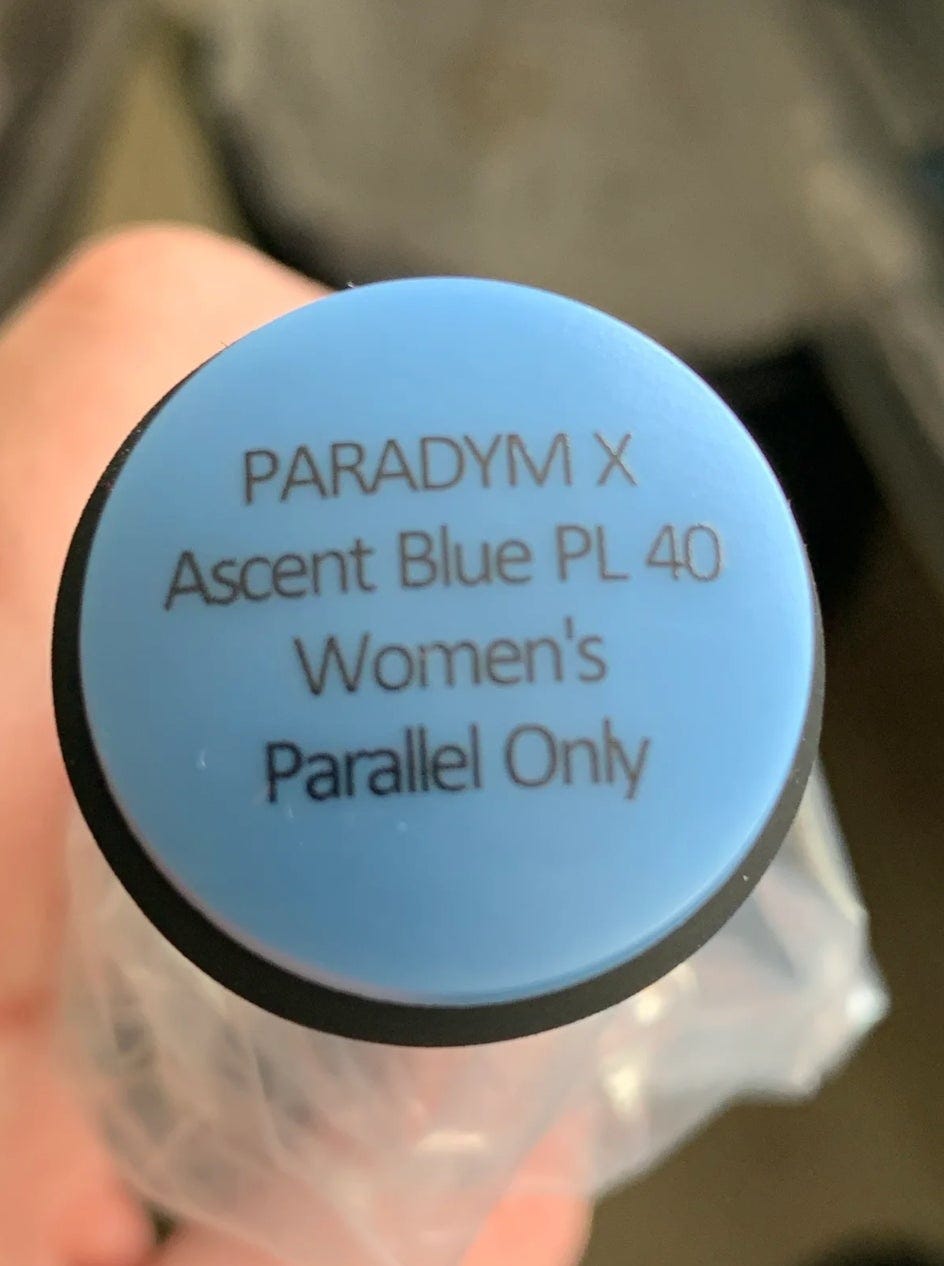 PARADYM X
Ascent Blue PL 40
Women's
Parallel Only